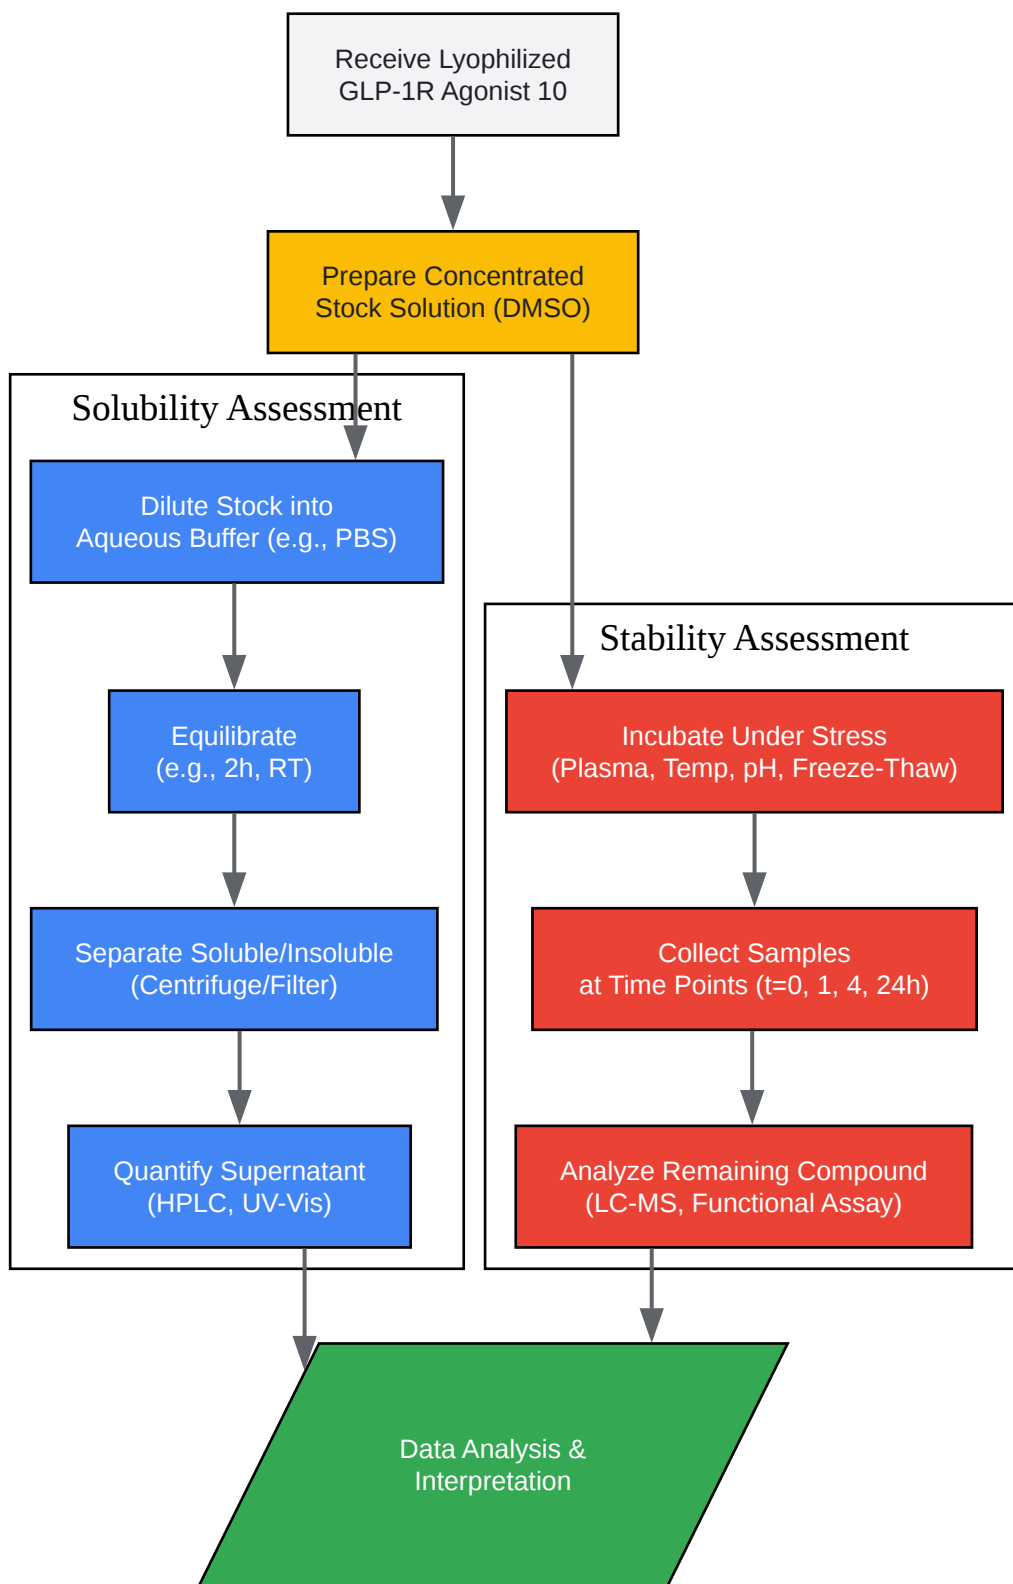 Receive Lyophilized
GLP-1R Agonist 10
Prepare Concentrated
Stock Solution (DMSO)
Solubility Assessment
Dilute Stock into
Aqueous Buffer (e.g., PBS)
Equilibrate
(e.g., 2h, RT)
Separate Soluble/Insoluble
(Centrifuge/Filter)
Quantify Supernatant
(HPLC, UV-Vis)
Stability Assessment
Incubate Under Stress
(Plasma, Temp, pH, Freeze-Thaw)
Collect Samples
at Time Points (t=0, 1, 4, 24h)
Analyze Remaining Compound
(LC-MS, Functional Assay)
Data Analysis &
Interpretation